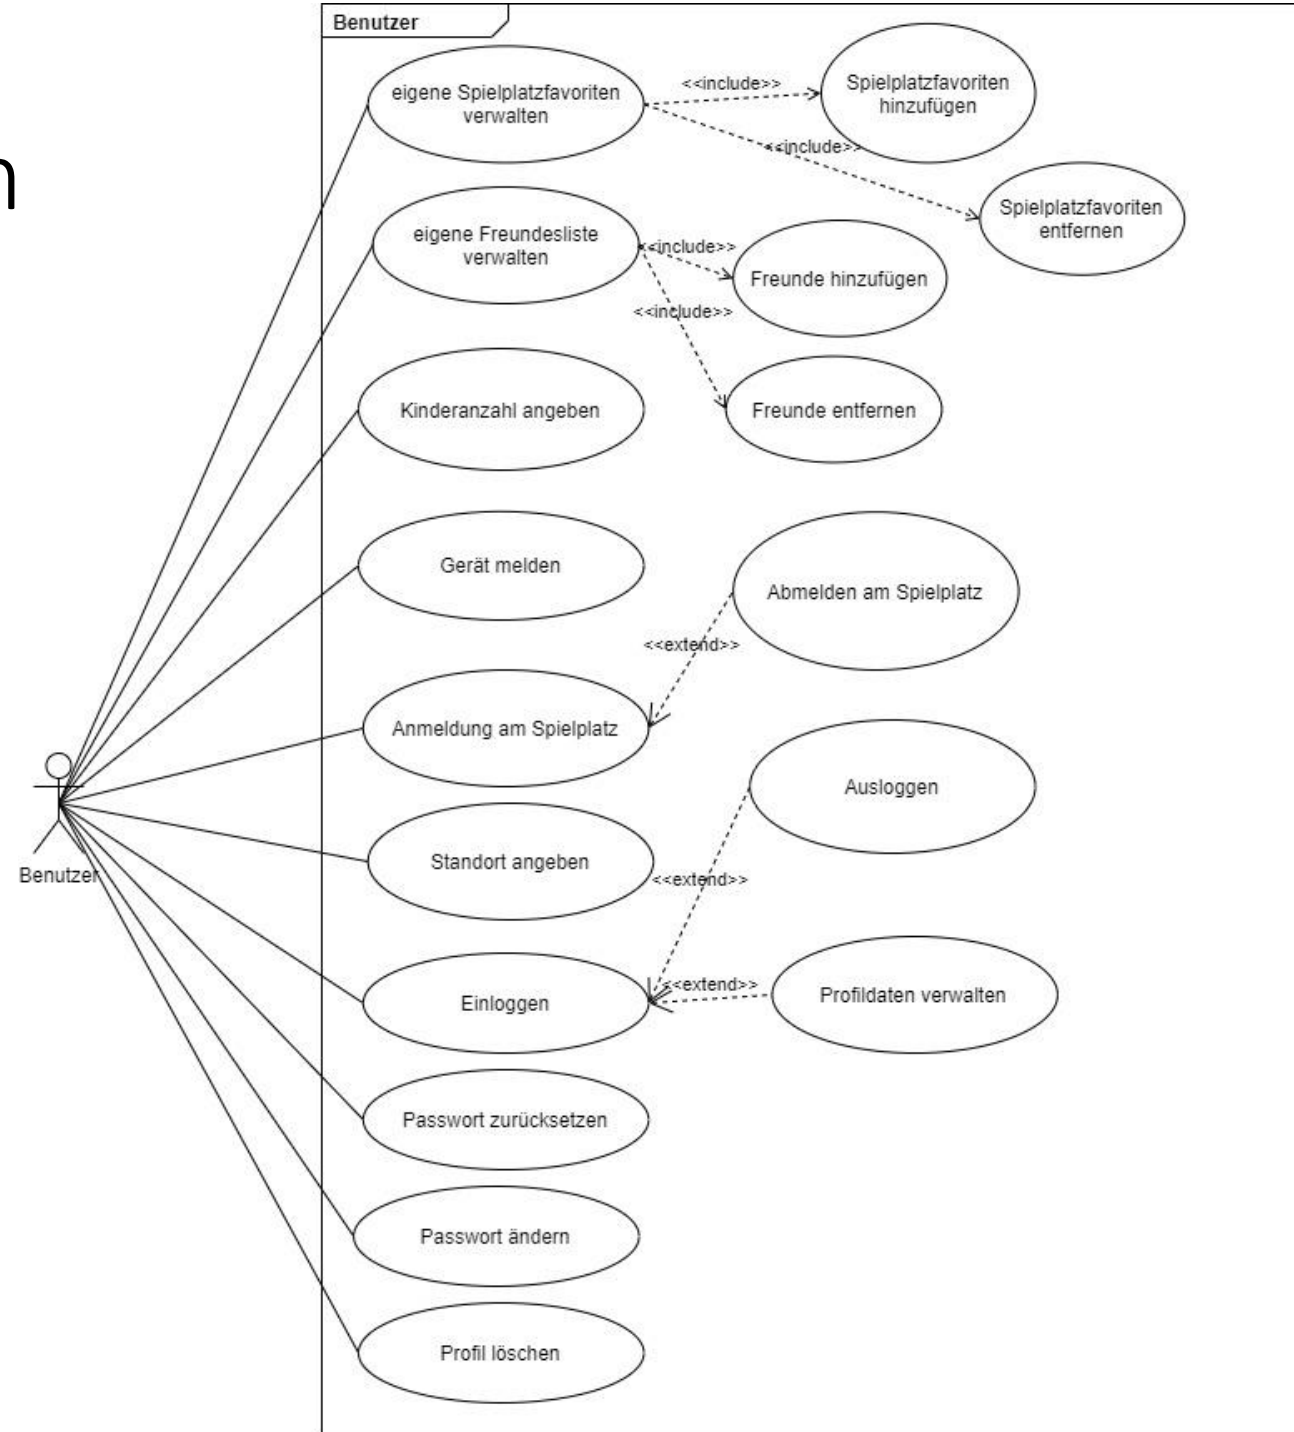 Benutzer
eigene Spielplatzfavoriten
verwalten
<<include>>
Spielplatzfavoriten
hinzufügen
<<include>>
n
Spielplatzfavoriten
entfernen
eigene Freundesliste
verwalten
<<include>>
Freunde hinzufügen
<<include>>
Kinderanzahl angeben
Freunde entfernen
Gerät melden
Abmelden am Spielplatz
<<extend>>
Anmeldung am Spielplatz
Ausloggen
Benutzer
Standort angeben
<<extend>>
Einloggen
<<extend>>
Profildaten verwalten
Passwort zurücksetzen
Passwort ändern
Profil löschen